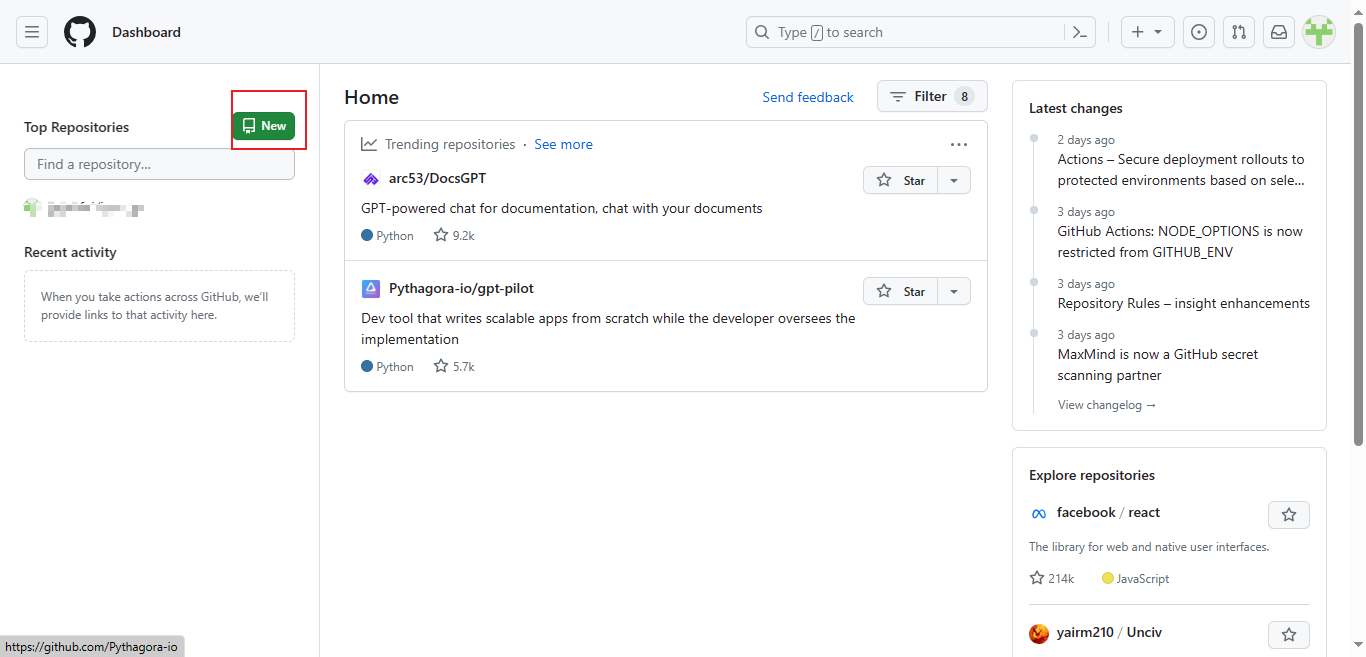 Dashboard
Type / to search
Top Repositories
New
Find a repository...
Recent activity
When you take actions across GitHub, we'll
provide links to that activity here.
Home
Send feedback
Filter 8
Trending repositories · See more
arc53/DocsGPT
Star
GPT-powered chat for documentation, chat with your documents
Python 9.2k
Pythagora-io/gpt-pilot
Star
Dev tool that writes scalable apps from scratch while the developer oversees the
implementation
Python 5.7k
Latest changes
2 days ago
Actions – Secure deployment rollouts to
protected environments based on sele...
3 days ago
GitHub Actions: NODE_OPTIONS is now
restricted from GITHUB_ENV
3 days ago
Repository Rules – insight enhancements
3 days ago
MaxMind is now a GitHub secret
scanning partner
View changelog →
Explore repositories
facebook / react
The library for web and native user interfaces.
214k JavaScript
yairm210 / Unciv
https://github.com/Pythagora-io